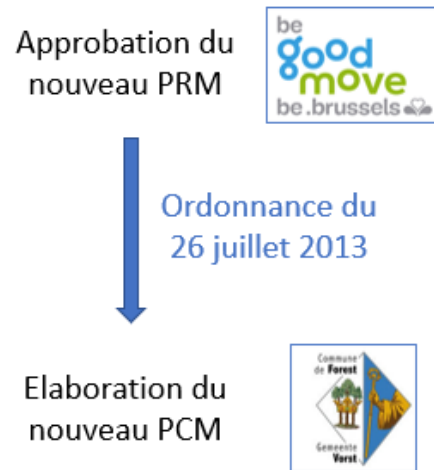 Approbation du
nouveau PRM
be
good
move
be.brussels
Ordonnance du
26 juillet 2013
Elaboration du
nouveau PCM
Commune
de Forest
Gemeente
Vorst